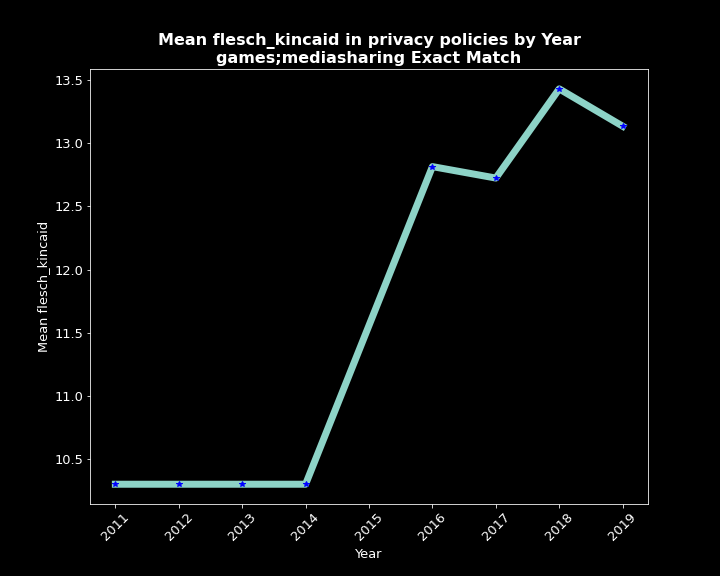 Mean flesch_kincaid in privacy policies by Year
games;mediasharing Exact Match
13.5
13.0
12.5
12.0
11.5
11.0
10.5
Mean flesch_kincaid
2011 2012 2013 2014 2015 2016 2017 2018 2019
Year